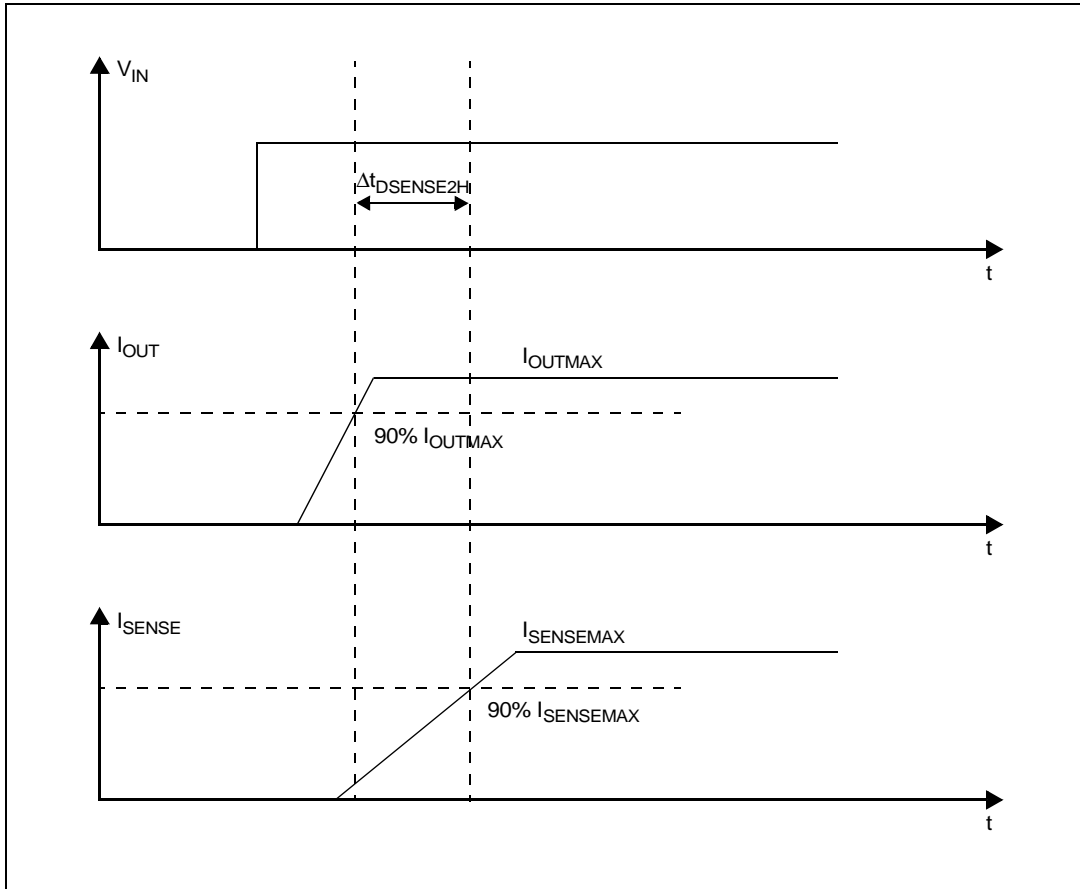 VIN
ΔtDSENSE2H
t
IOUT
IOUTMAX
90% IOUTMAX
t
ISENSE
ISENSEMAX
90% ISENSEMAX
t